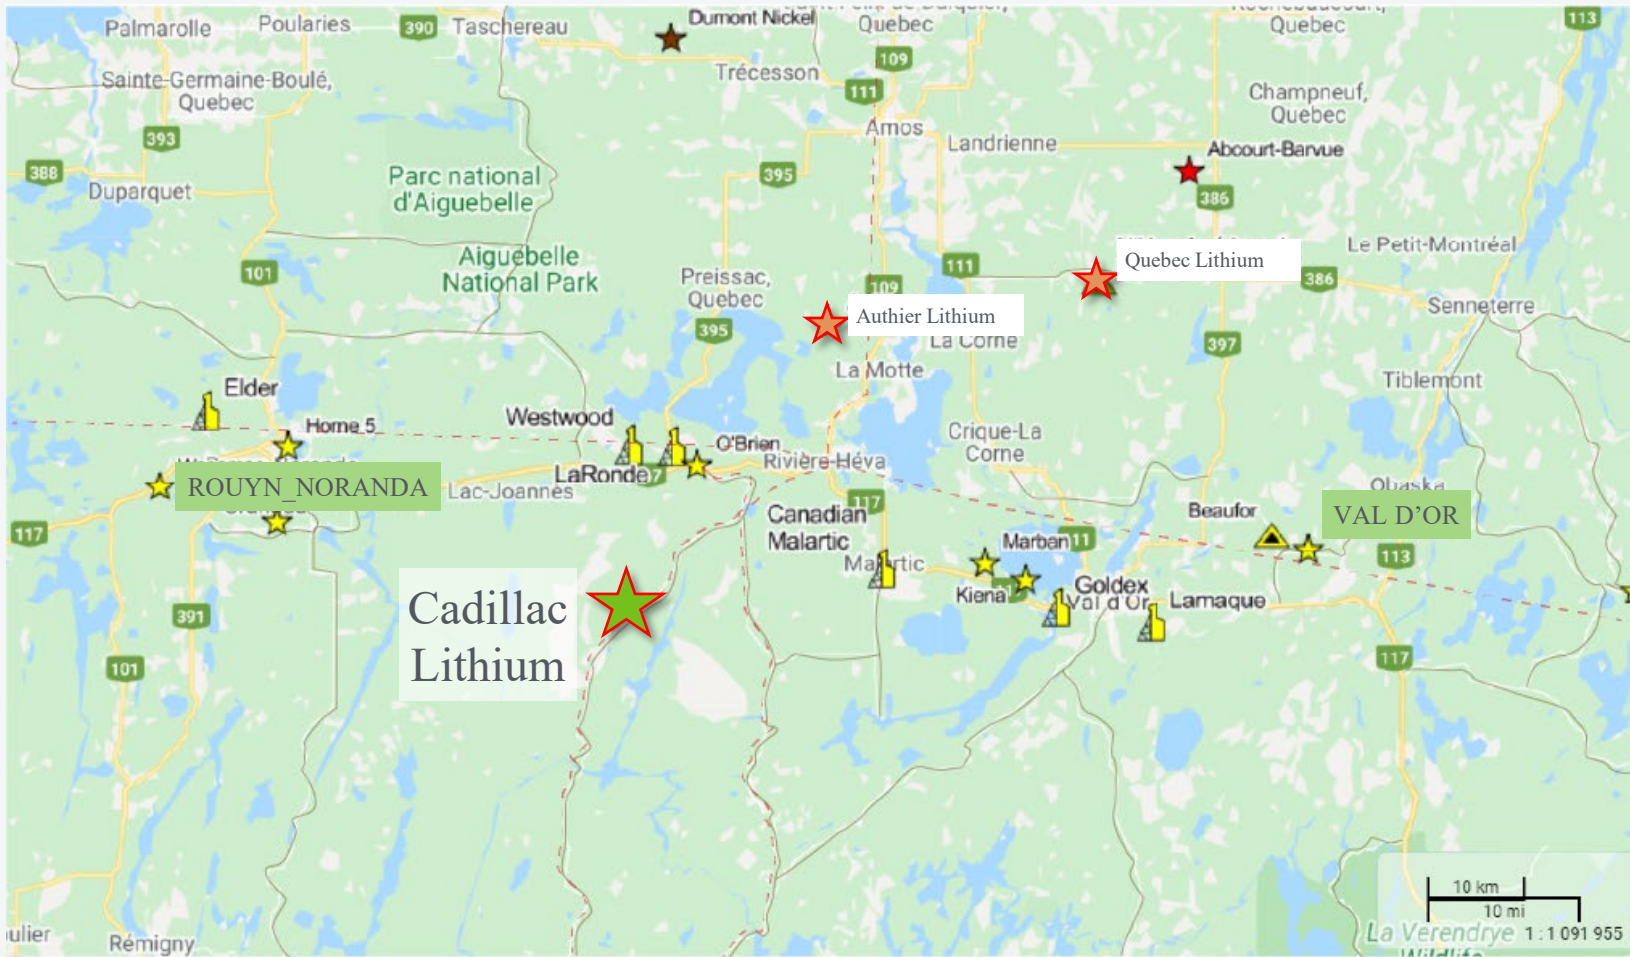 Dumont Nickel
Quebec
Quebec
113
Palmarolle
Poularies
390
Taschereau
109
Trécesson
111
Sainte-Germaine-Boulé,
Quebec
Champneuf,
Quebec
393
Amos
Landrienne
Abcourt-Barvue
388
Duparquet
Parc national
d'Aiguebelle
395
386
Aiguebelle
National Park
101
Preissac,
Quebec
111
109
Quebec Lithium
386
Le Petit-Montréal
Senneterre
Authier Lithium
395
La Corne
397
La Motte
Tiblemont
Elder
Horne 5
Westwood
O'Brien
Crique-La
Corne
LaRonde
7
Rivière-Héva
ROUYN_NORANDA
Lac-Joannès
Obaska
117
117
Canadian
Malartic
Beaufor
VAL D'OR
Marban
11
113
Kiena
Goldex
Val d'Or
Lamaque
Cadillac
Lithium
391
101
117
10 km
10 mi
La Verendrye
1 : 1 091 955
Rémigny